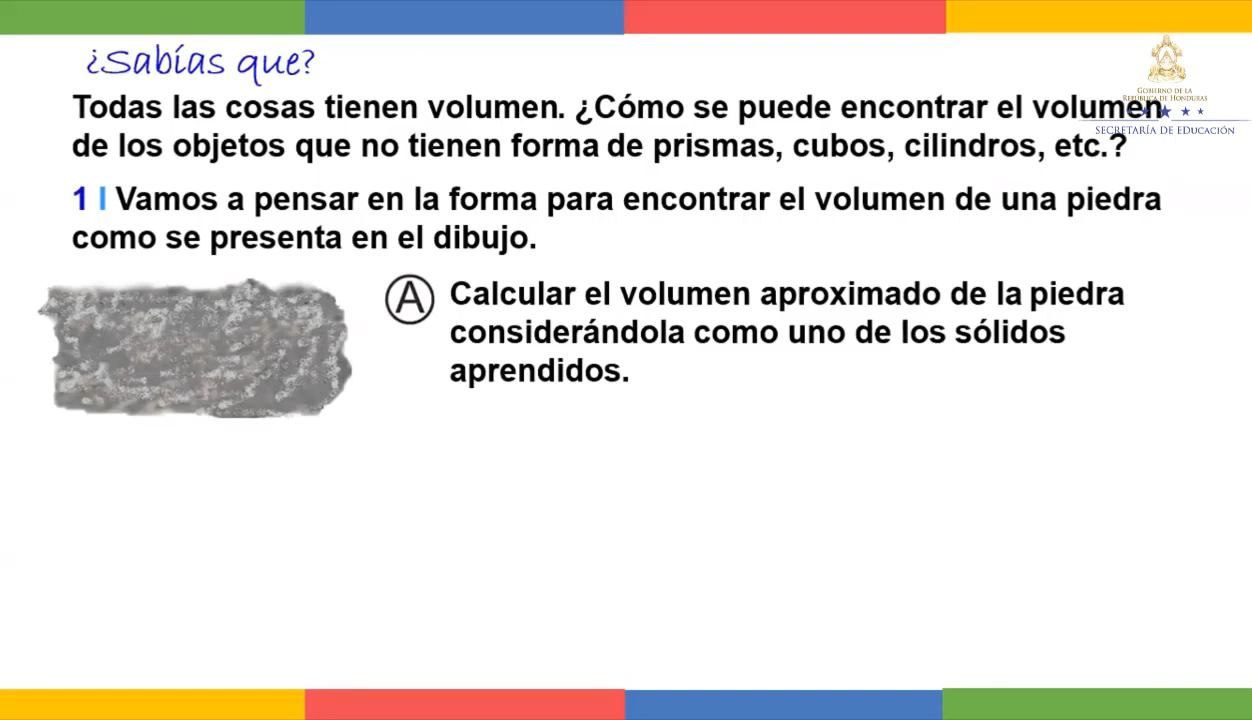 ¿Sabías que?
Todas las cosas tienen volumen. ¿Cómo se puede encontrar el volumen
de los objetos que no tienen forma de prismas, cubos, cilindros, etc.?
1 | Vamos a pensar en la forma para encontrar el volumen de una piedra
como se presenta en el dibujo.
A Calcular el volumen aproximado de la piedra
considerándola como uno de los sólidos
aprendidos.
GOBIERNO DE LA
REPÚBLICA DE HONDURAS
SECRETARÍA DE EDUCACIÓN